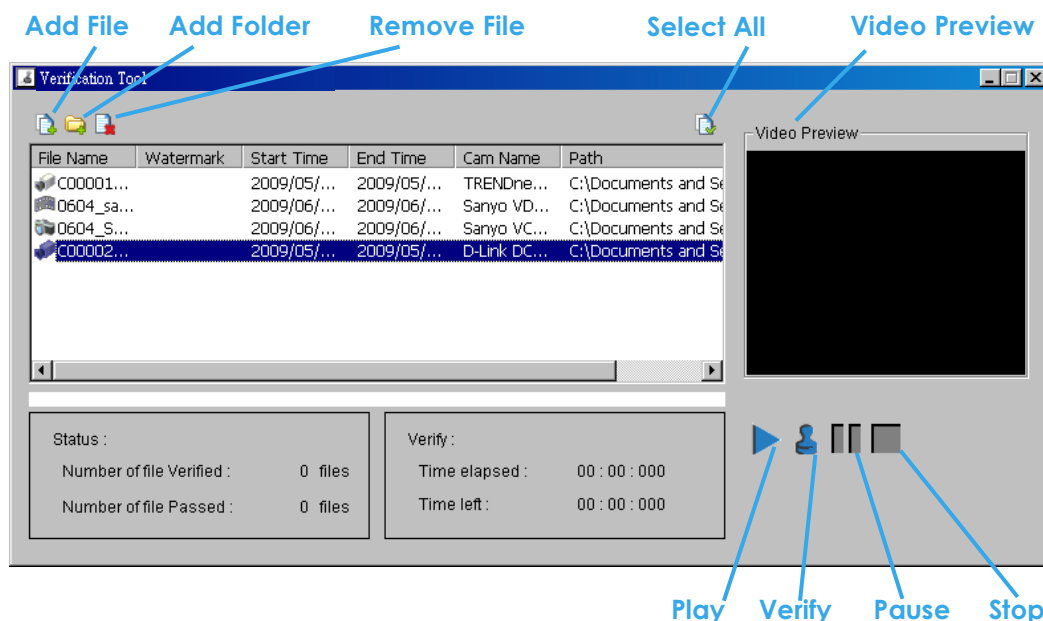 Add File Add Folder Remove File Select All Video Preview
Verification Tool
Video Preview
File Name Watermark Start Time End Time Cam Name Path
C00001... 2009/05/... 2009/05/... TRENDne... C:\Documents and Se
0604_sa... 2009/06/... 2009/06/... Sanyo VD... C:\Documents and Se
0604_S... 2009/06/... 2009/06/... Sanyo VC... C:\Documents and Se
C00002... 2009/05/... 2009/05/... D-Link DC... C:\Documents and Se
Status :
Number of file Verified : 0 files
Number of file Passed : 0 files
Verify :
Time elapsed : 00 : 00 : 000
Time left : 00 : 00 : 000
Play Verify Pause Stop